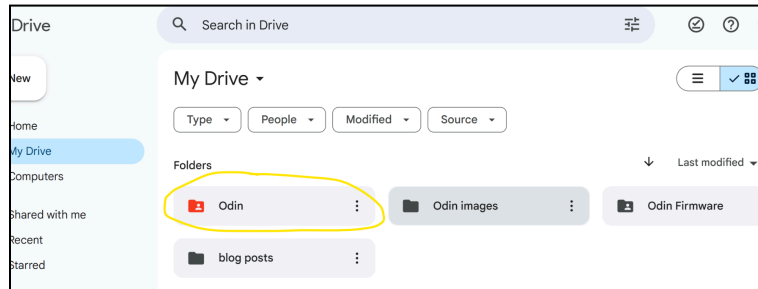 Drive
Search in Drive
New
My Drive
Home
My Drive
Computers
Shared with me
Recent
Starred
Type
People
Modified
Source
Folders
Last modified
Odin
Odin images
Odin Firmware
blog posts